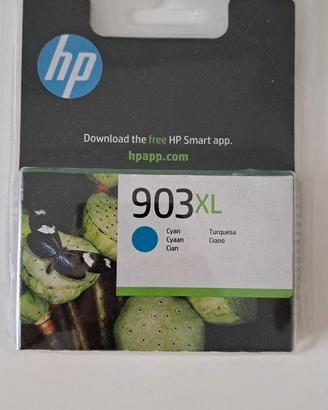 hp
Download the free HP Smart app.
hpapp.com
903XL
Cyan Turquesa
Cyaan Ciano
Cian